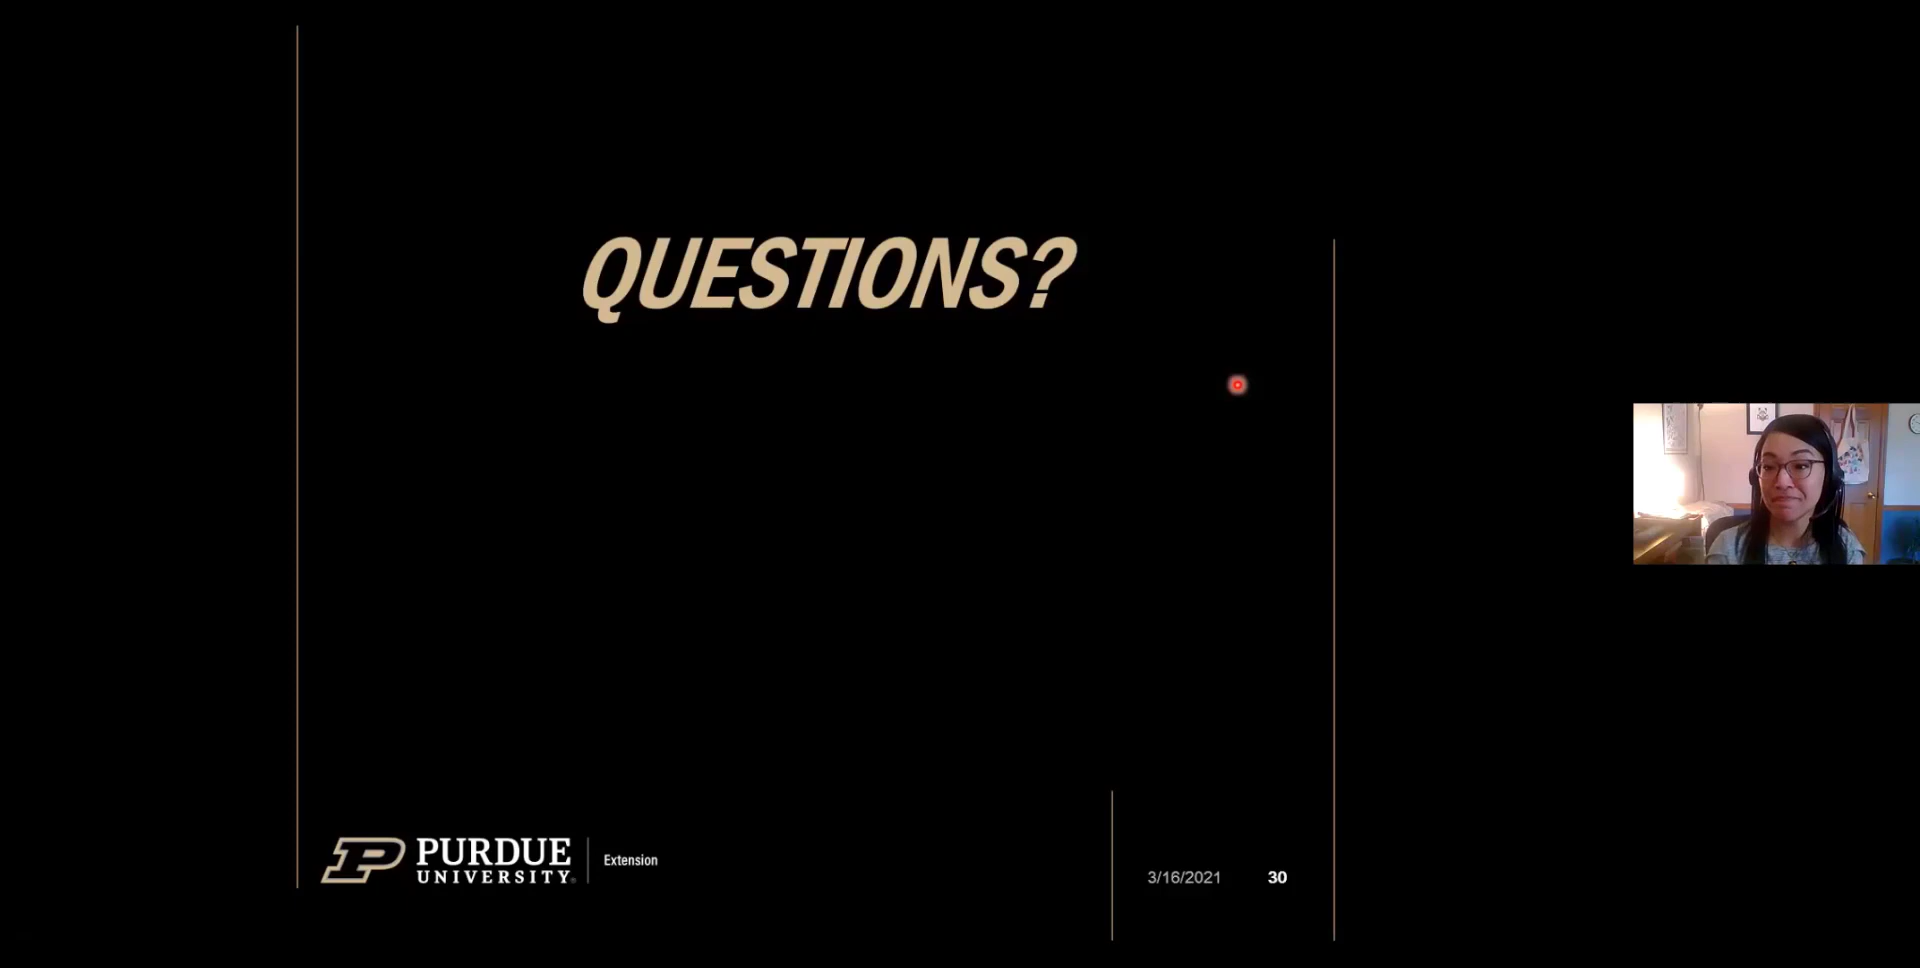 QUESTIONS?
PURDUE
UNIVERSITY®
Extension
3/16/2021
30